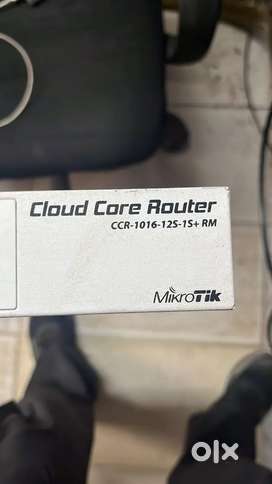 Cloud Core Router
CCR-1016-12S-1S+ RM
MikroTik
olx